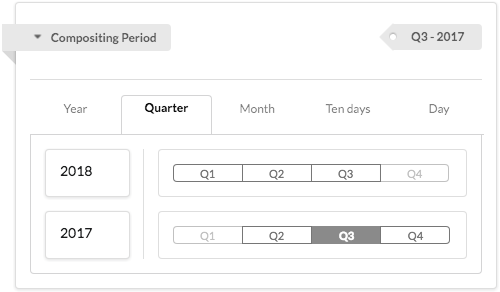 Compositing Period
Q3 - 2017
Year Quarter Month Ten days Day
2018 Q1 Q2 Q3 Q4
2017 Q1 Q2 Q3 Q4